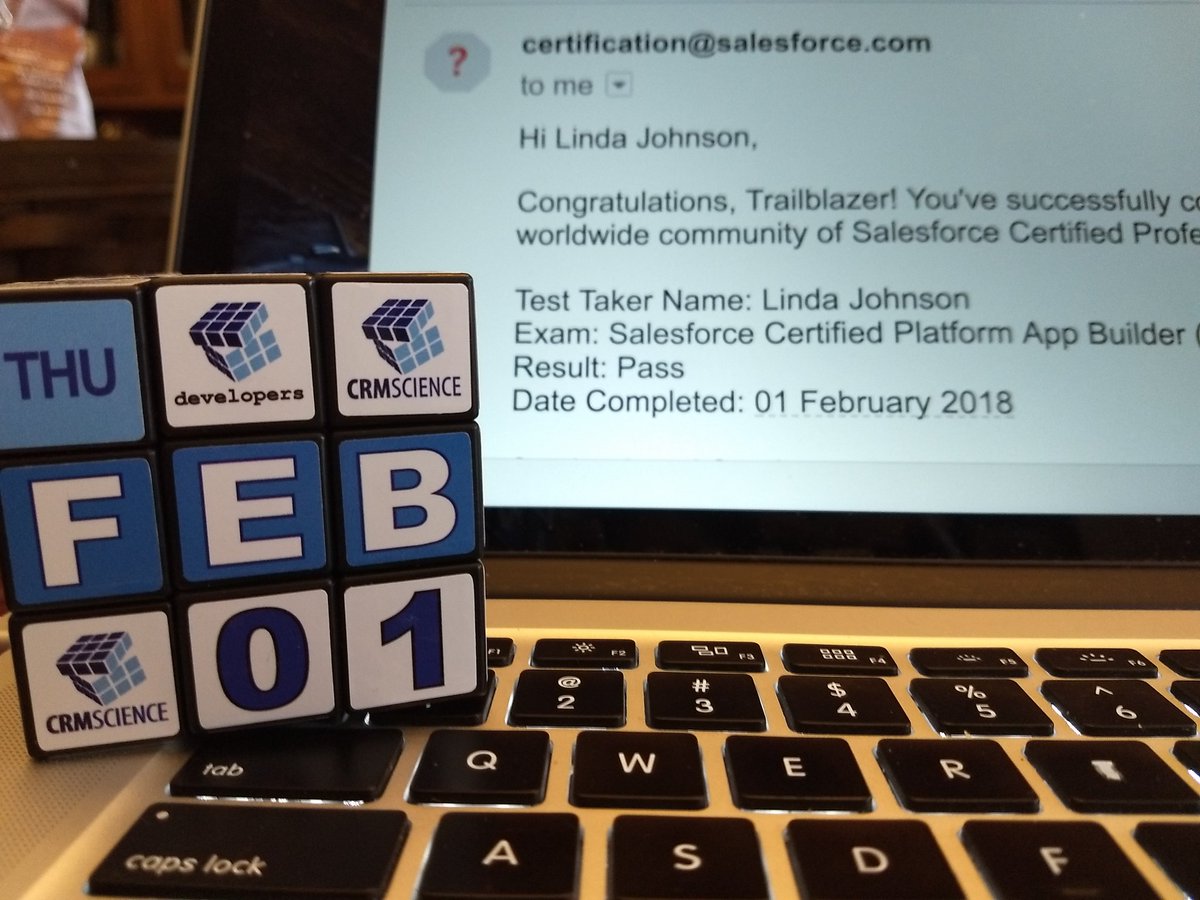 ?
certification@salesforce.com
to me
Hi Linda Johnson,
Congratulations, Trailblazer! You've successfully
worldwide community of Salesforce Certified
Test Taker Name: Linda Johnson
Exam: Salesforce Certified Platform App Builder (
Result: Pass
Date Completed: 01 February 2018
THU
developers
CRMSCIENCE
F E B
CRMSCIENCE
0 1
F1 F2 F3 F4 F5 F6
@ # $ % ^
2 3 4 5 6
tab Q W E R
caps lock A S D F